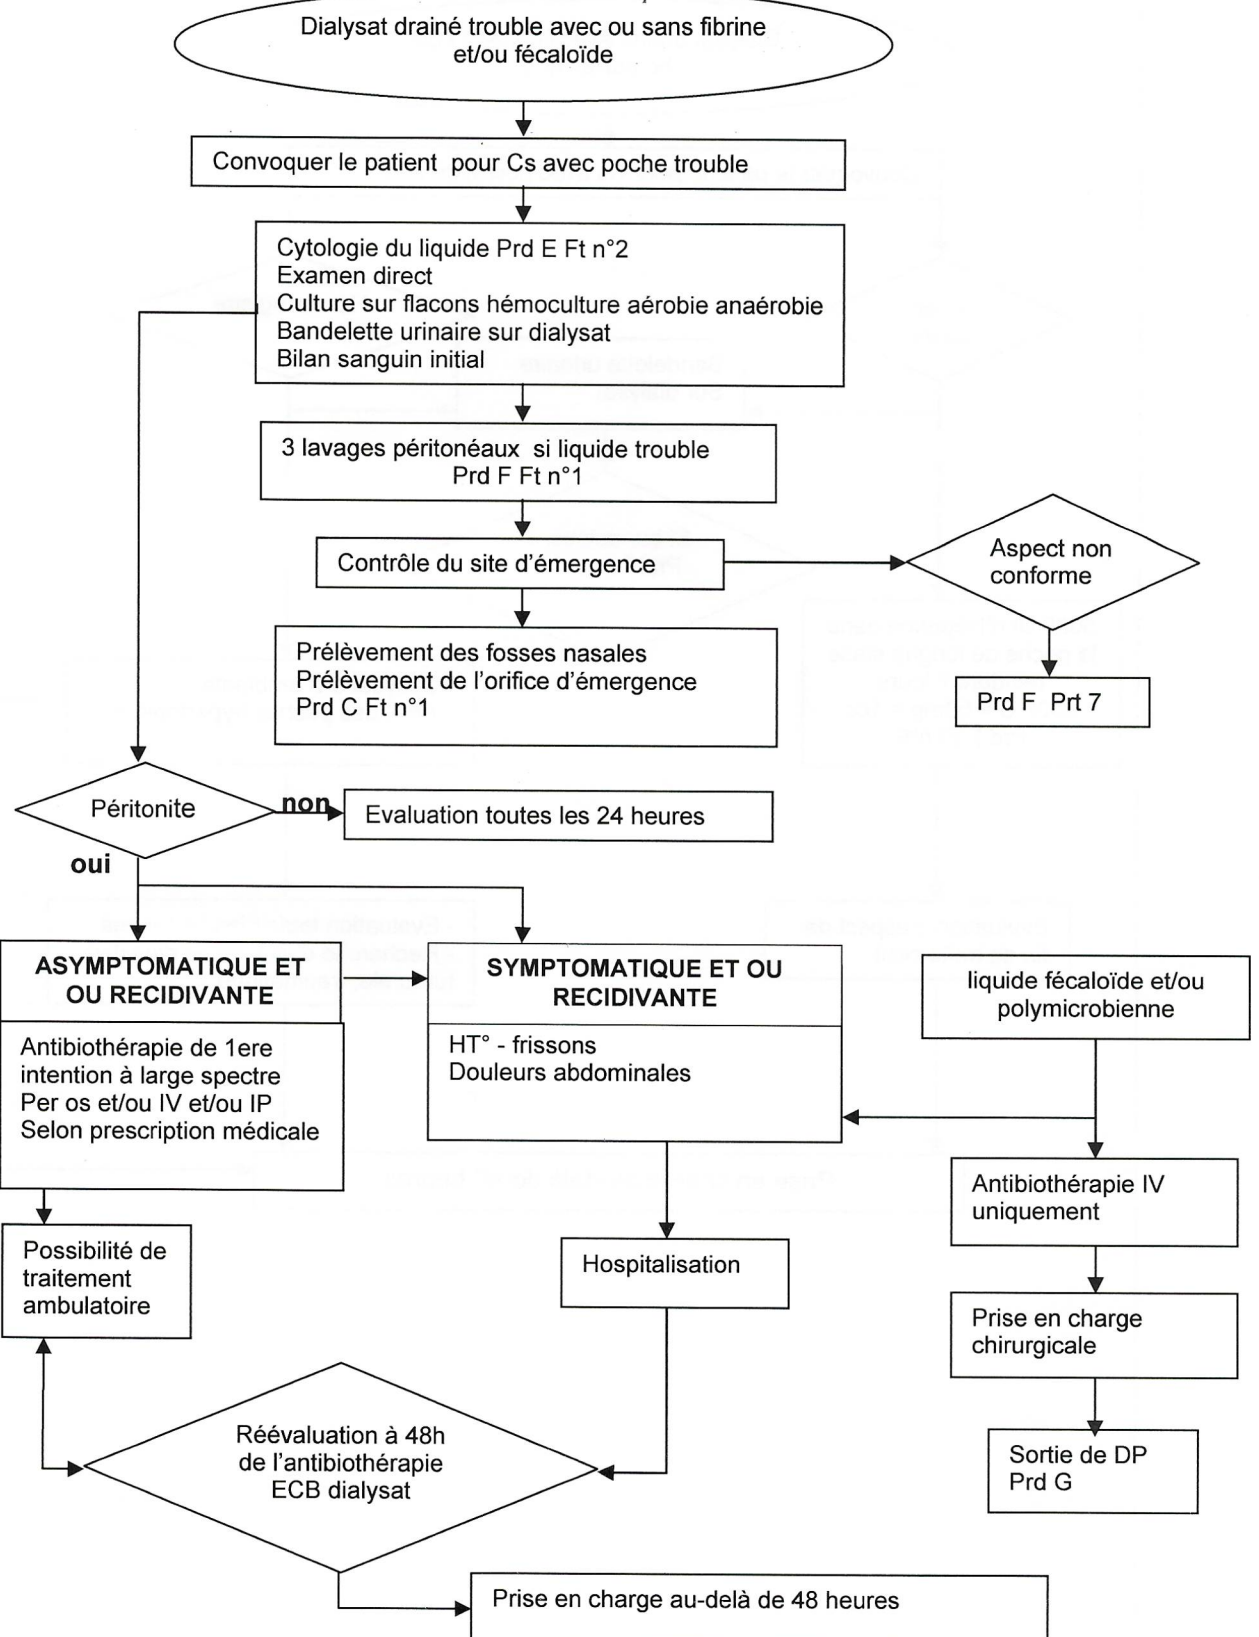 Dialysat drainé trouble avec ou sans fibrine
et/ou fécaloïde
Convoquer le patient pour Cs avec poche trouble
Cytologie du liquide Prd E Ft n°2
Examen direct
Culture sur flacons hémoculture aérobie anaérobie
Bandelette urinaire sur dialysat
Bilan sanguin initial
3 lavages péritonéaux si liquide trouble
Prd F Ft n°1
Contrôle du site d'émergence
Aspect non
conforme
Prélèvement des fosses nasales
Prélèvement de l'orifice d'émergence
Prd C Ft n°1
Prd F Prt 7
Péritonite
non
Evaluation toutes les 24 heures
oui
ASYMPTOMATIQUE ET
OU RECIDIVANTE
SYMPTOMATIQUE ET OU
RECIDIVANTE
liquide fécaloïde et/ou
polymicrobienne
Antibiothérapie de 1ere
intention à large spectre
Per os et/ou IV et/ou IP
Selon prescription médicale
HT° - frissons
Douleurs abdominales
Antibiothérapie IV
uniquement
Possibilité de
traitement
ambulatoire
Hospitalisation
Prise en charge
chirurgicale
Réévaluation à 48h
de l'antibiothérapie
ECB dialysat
Sortie de DP
Prd G
Prise en charge au-delà de 48 heures